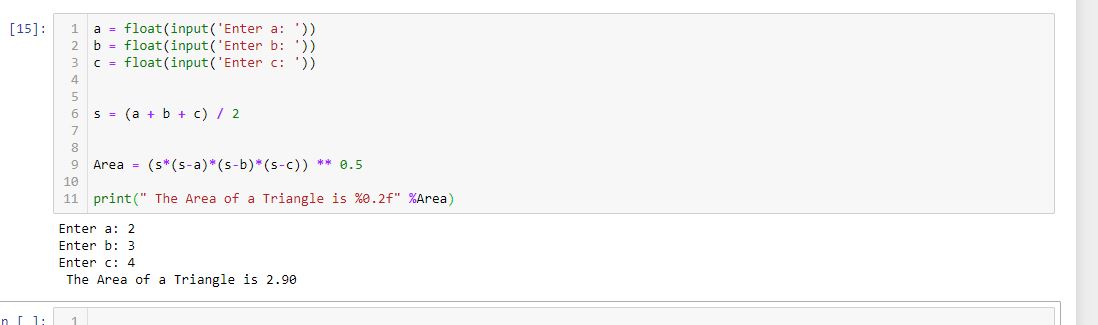 [15]:
1 a = float(input('Enter a: '))
2 b = float(input('Enter b: '))
3 c = float(input('Enter c: '))
4
5
6 s = (a + b + c) / 2
7
8
9 Area = (s*(s-a)*(s-b)*(s-c)) ** 0.5
10
11 print(" The Area of a Triangle is %0.2f" %Area)
Enter a: 2
Enter b: 3
Enter c: 4
 The Area of a Triangle is 2.90
n [ ]: 1